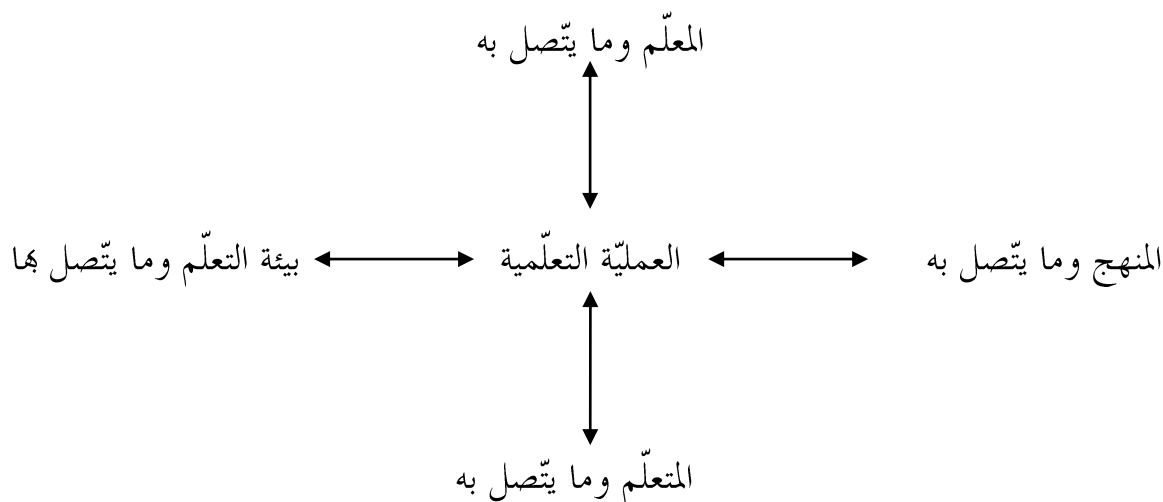 المعلّم وما يتّصل به
المنهج وما يتّصل به
العمليّة التعلّمية
بيئة التعلّم وما يتّصل بها
المتعلّم وما يتّصل به